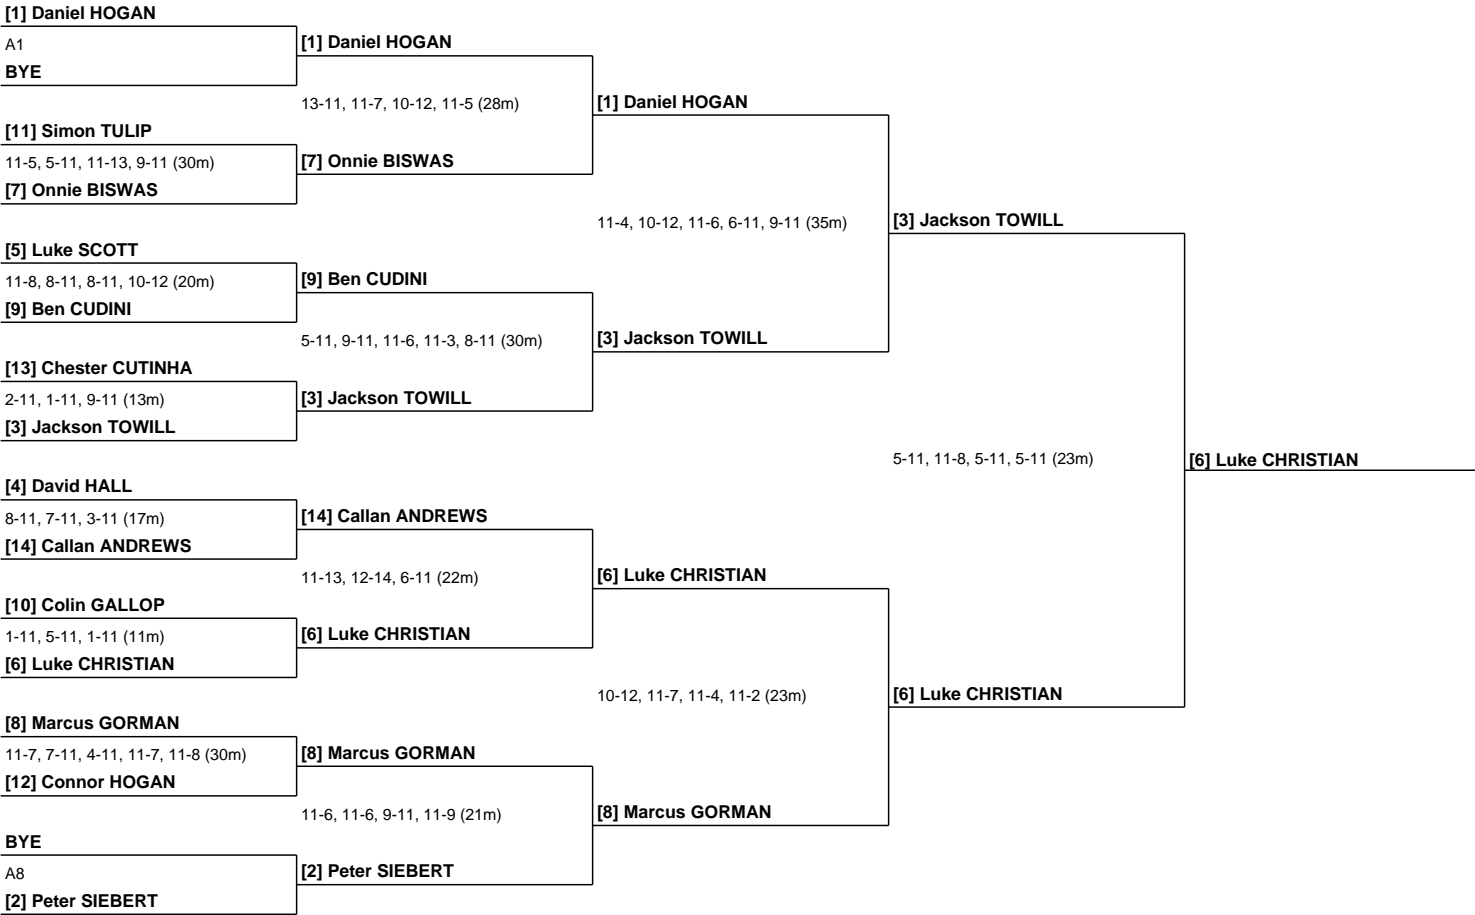 [1] Daniel HOGAN
A1
BYE
[11] Simon TULIP
11-5, 5-11, 11-13, 9-11 (30m)
[7] Onnie BISWAS
[5] Luke SCOTT
11-8, 8-11, 8-11, 10-12 (20m)
[9] Ben CUDINI
[13] Chester CUTINHA
2-11, 1-11, 9-11 (13m)
[3] Jackson TOWILL
[4] David HALL
8-11, 7-11, 3-11 (17m)
[14] Callan ANDREWS
[10] Colin GALLOP
1-11, 5-11, 1-11 (11m)
[6] Luke CHRISTIAN
[8] Marcus GORMAN
11-7, 7-11, 4-11, 11-7, 11-8 (30m)
[12] Connor HOGAN
BYE
A8
[2] Peter SIEBERT
[1] Daniel HOGAN
13-11, 11-7, 10-12, 11-5 (28m)
[7] Onnie BISWAS
[9] Ben CUDINI
5-11, 9-11, 11-6, 11-3, 8-11 (30m)
[3] Jackson TOWILL
[14] Callan ANDREWS
11-13, 12-14, 6-11 (22m)
[6] Luke CHRISTIAN
[8] Marcus GORMAN
11-6, 11-6, 9-11, 11-9 (21m)
[2] Peter SIEBERT
[1] Daniel HOGAN
11-4, 10-12, 11-6, 6-11, 9-11 (35m)
[3] Jackson TOWILL
[6] Luke CHRISTIAN
10-12, 11-7, 11-4, 11-2 (23m)
[8] Marcus GORMAN
[3] Jackson TOWILL
5-11, 11-8, 5-11, 5-11 (23m)
[6] Luke CHRISTIAN
[6] Luke CHRISTIAN